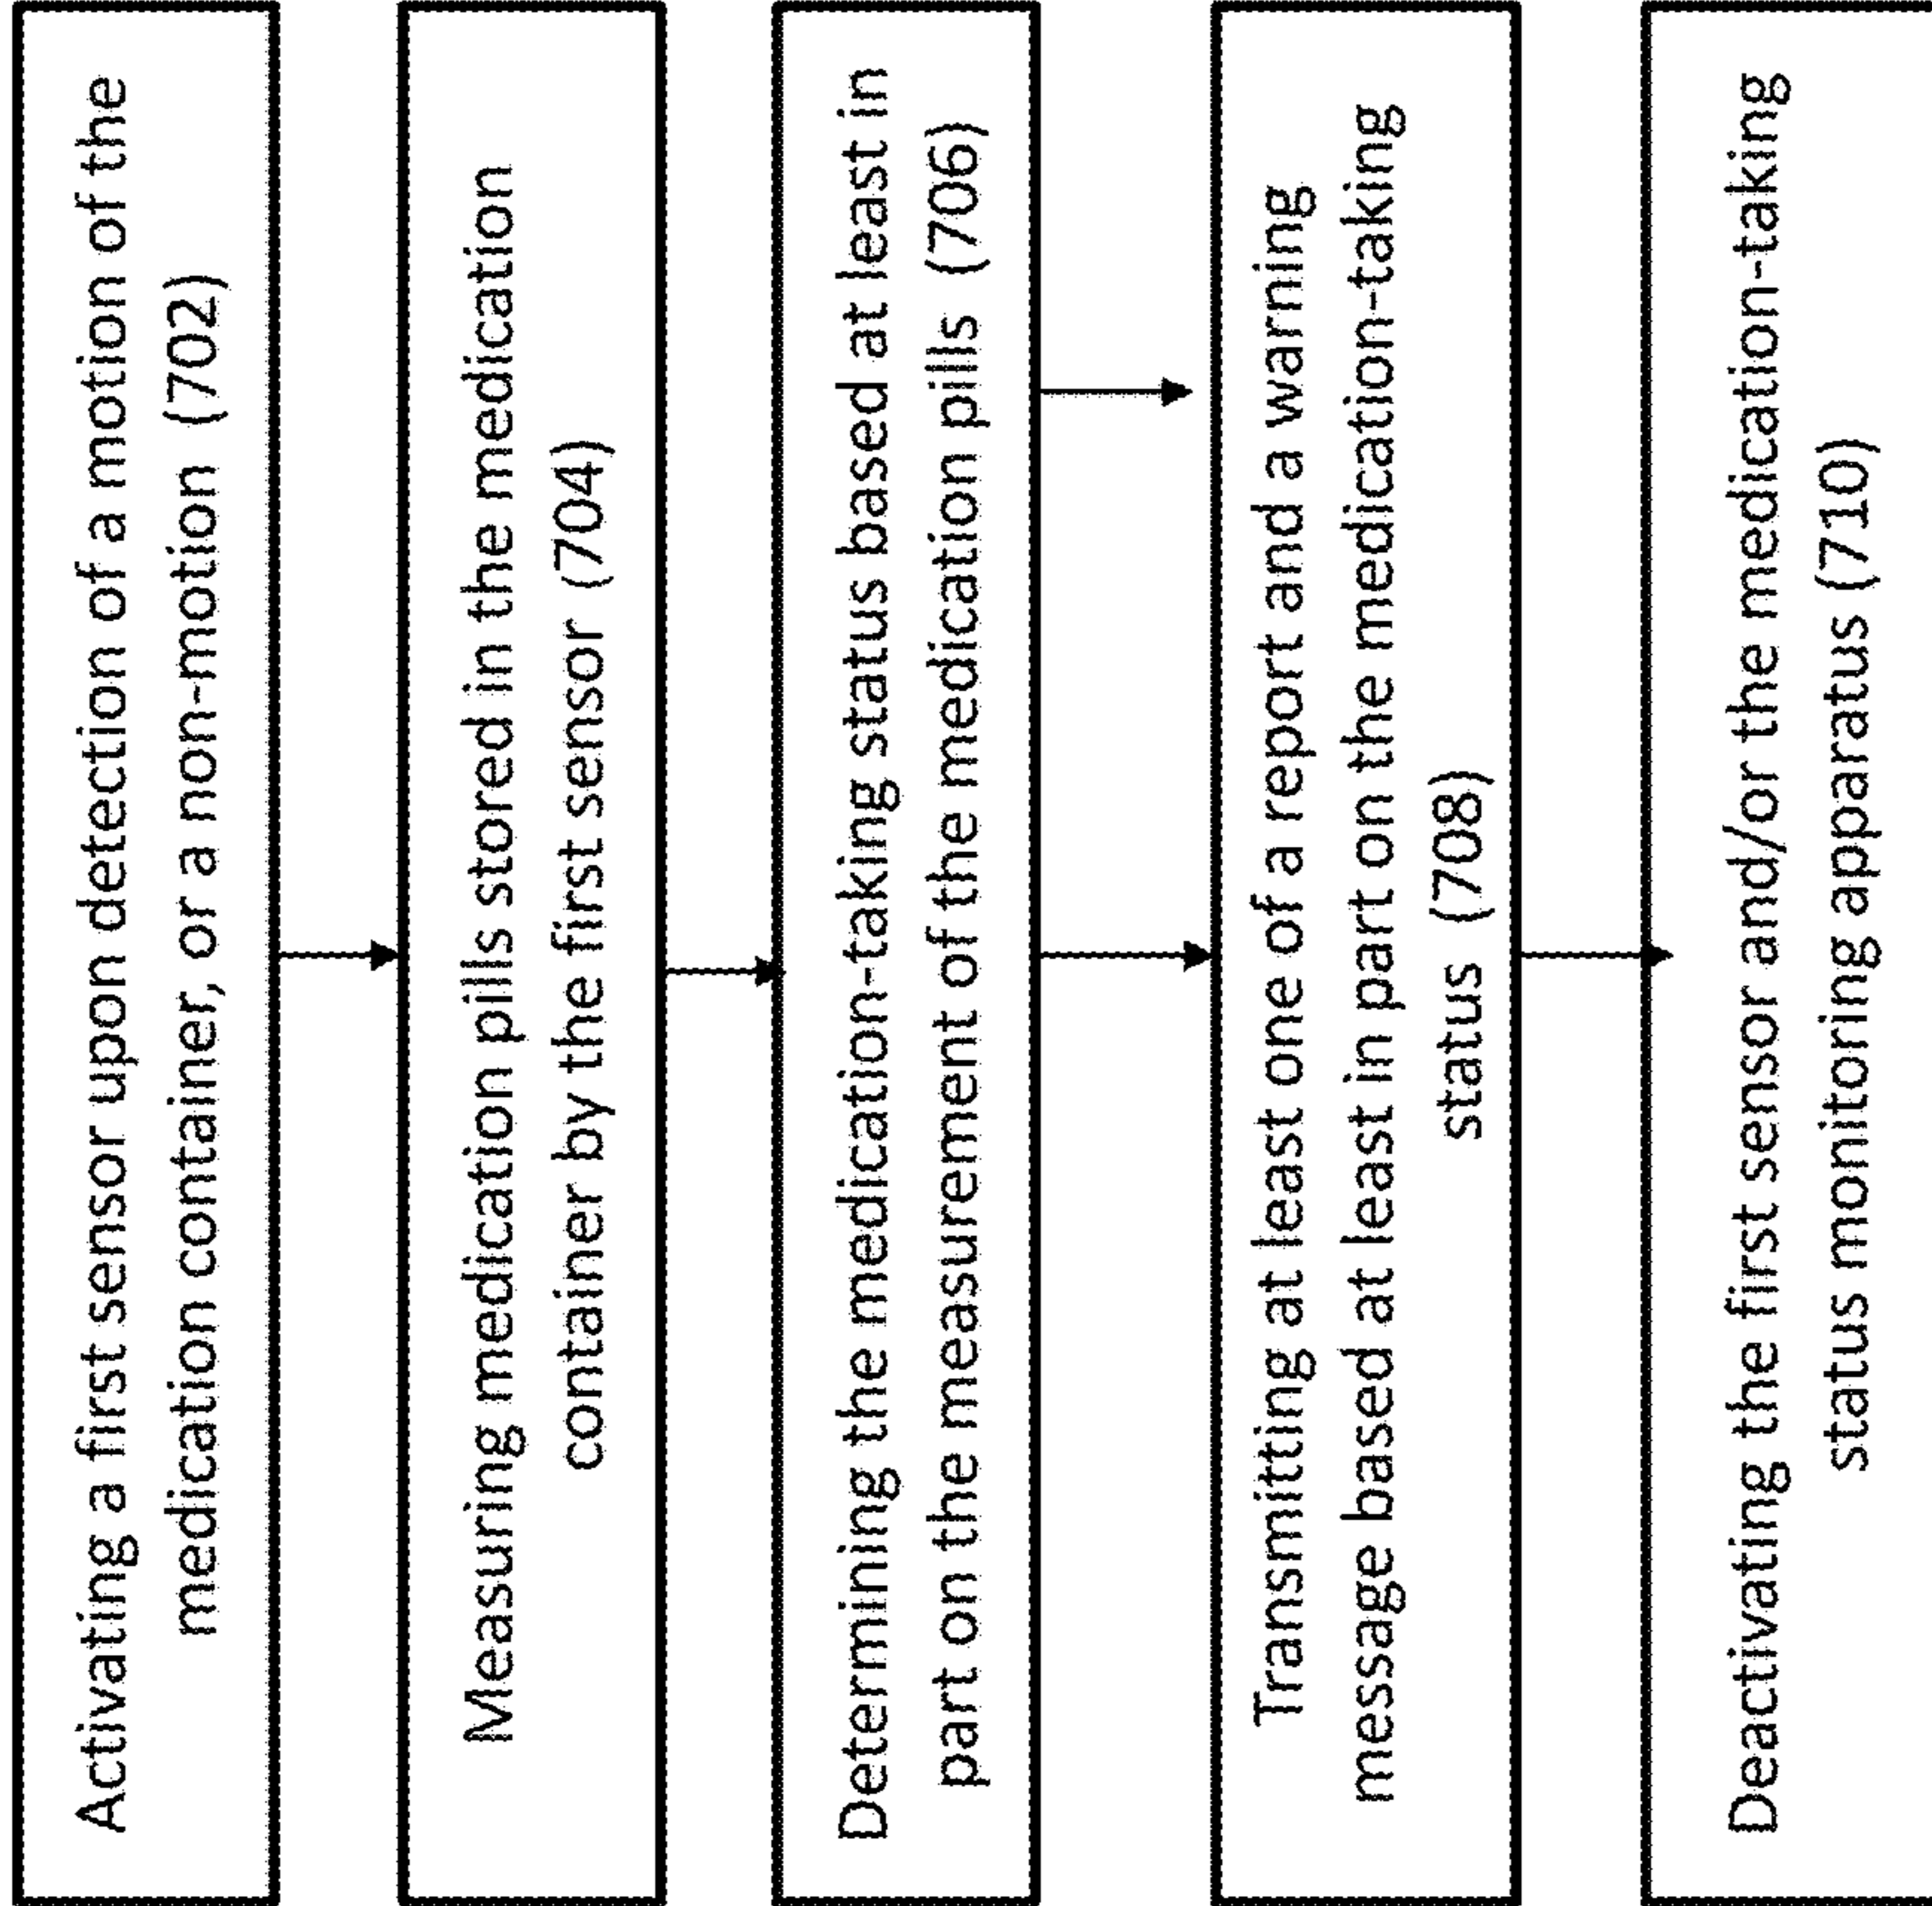 Activating a first sensor upon detection of a motion of the
medication container, or a non-motion (702)
Measuring medication pills stored in the medication
container by the first sensor (704)
Determining the medication-taking status based at least in
part on the measurement of the medication pills (706)
Transmitting at least one of a report and a warning
message based at least in part on the medication-taking
status (708)
Deactivating the first sensor and/or the medication-taking
status monitoring apparatus (710)